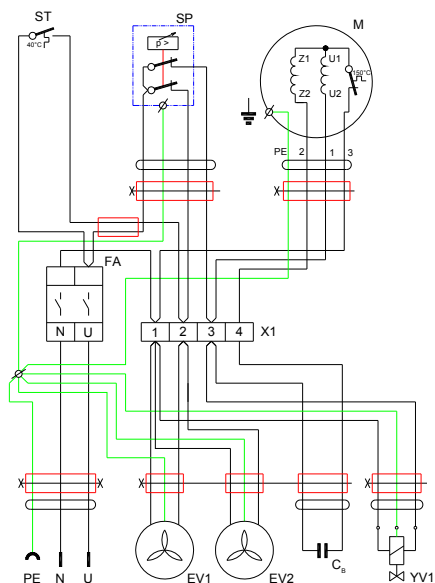 ST
SP
M
40°C
p >
Z1 U1
150°C
Z2 U2
PE 2 1 3
FA
N U
1 2 3 4 X1
PE N U EV1 EV2 CB YV1